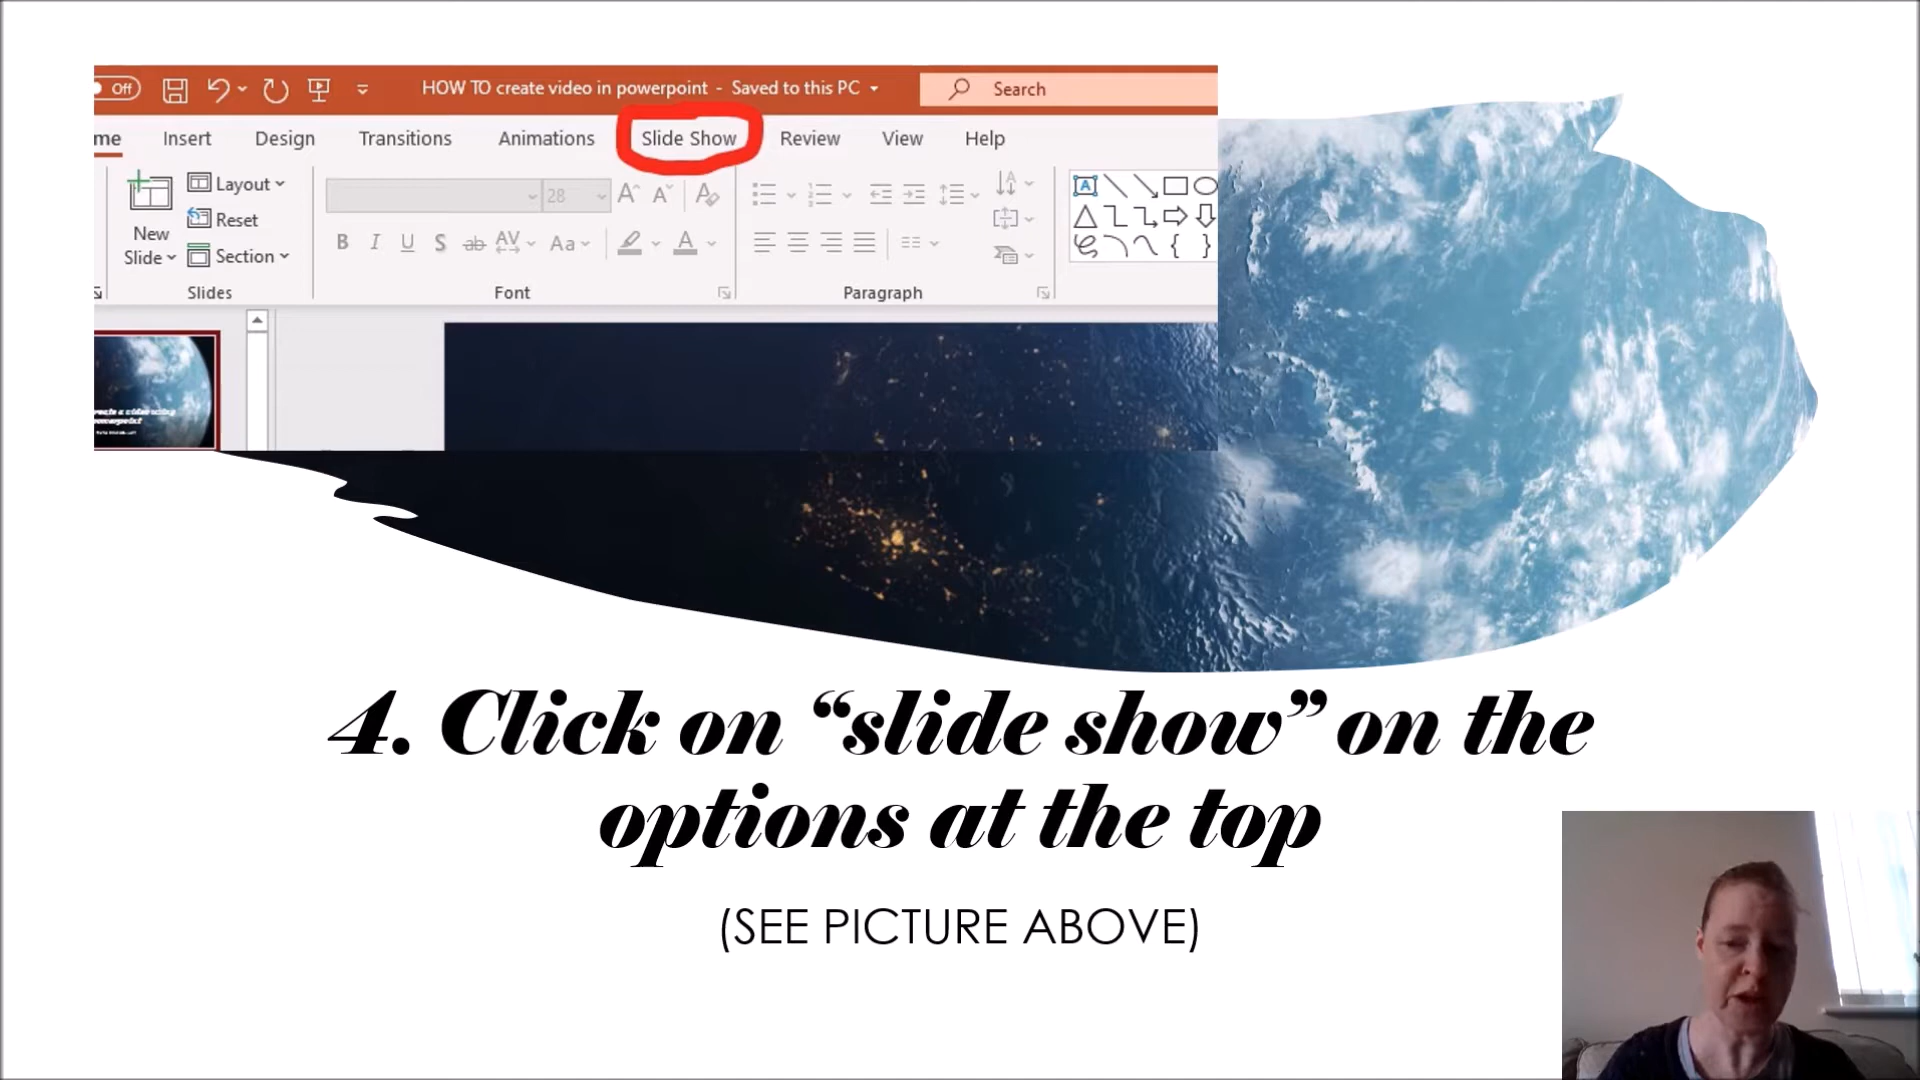 Off
HOW TO create video in powerpoint - Saved to this PC
Search
me Insert Design Transitions Animations Slide Show Review View Help
New
Slide
Layout
Reset
Section
28
B I U S ab AV Aa A
A
Slides Font Paragraph
4. Click on “slide show” on the
options at the top
(SEE PICTURE ABOVE)